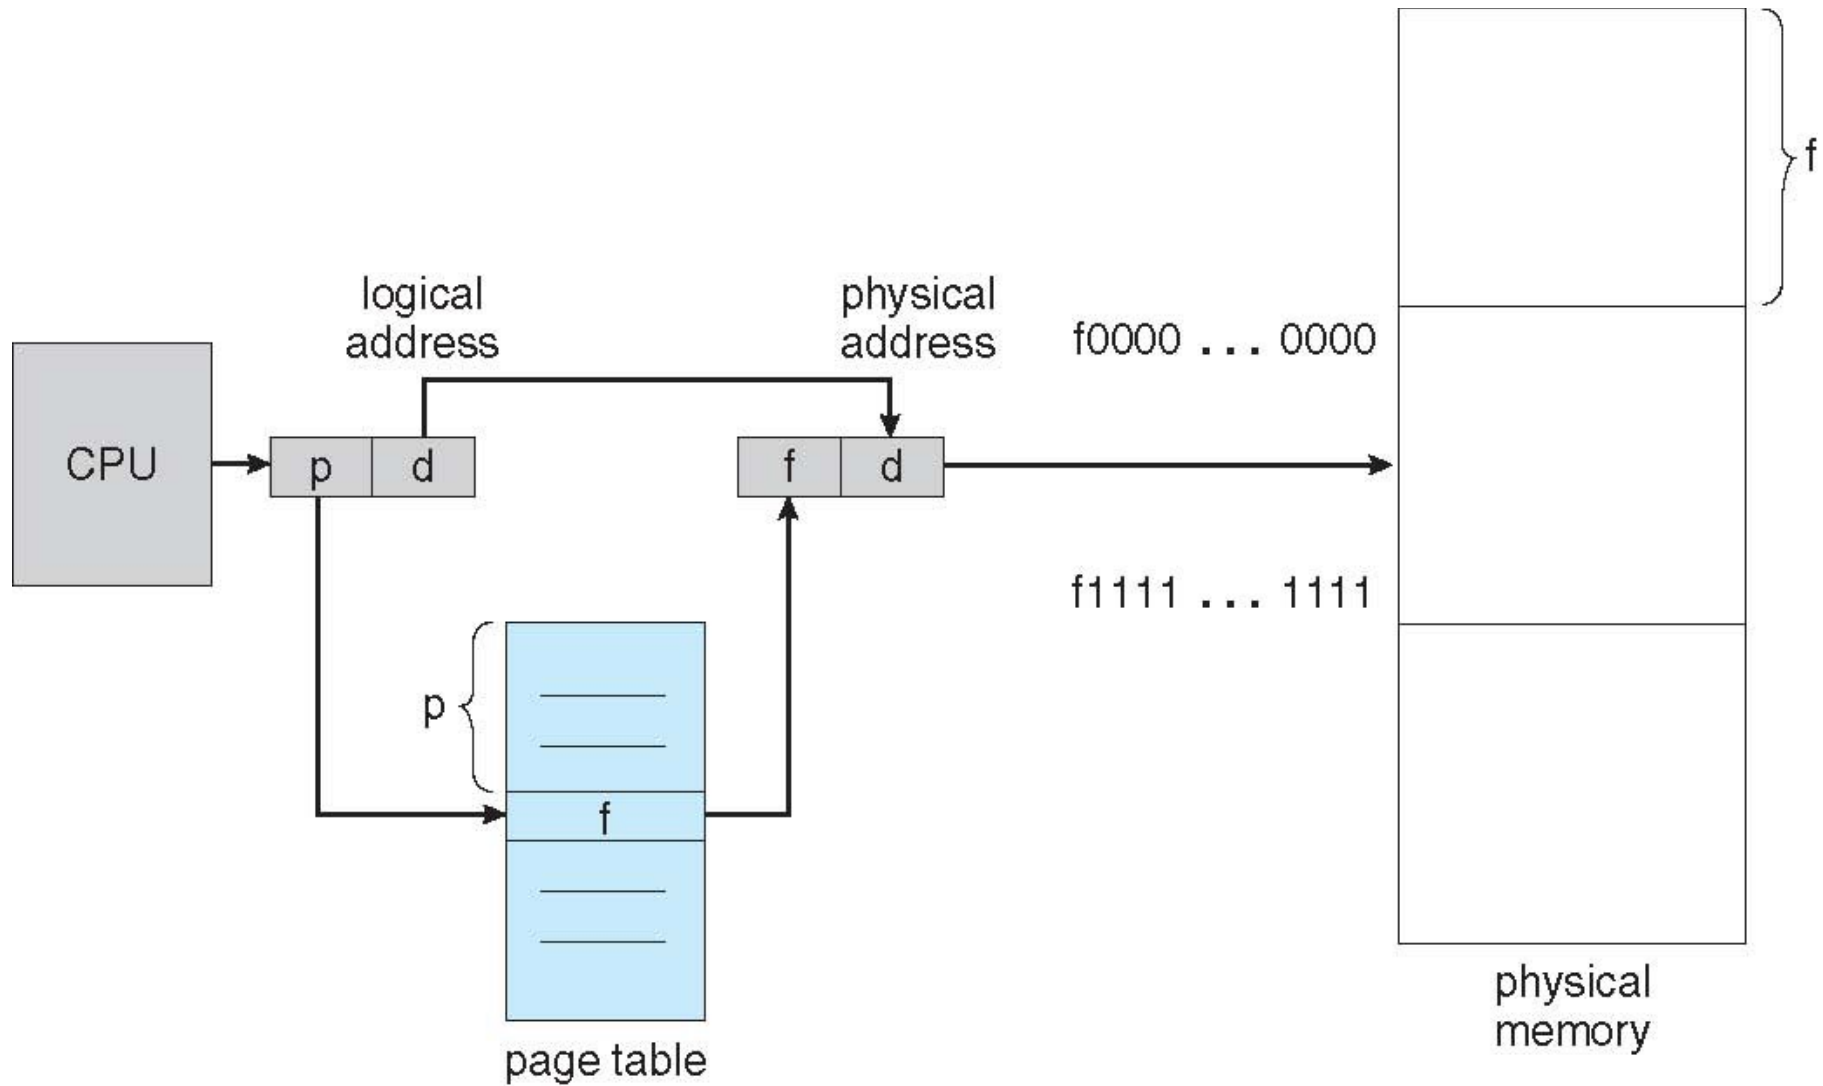 f
logical
address
physical
address
f0000 ... 0000
CPU
p
d
f
d
f1111 ... 1111
p
f
physical
memory
page table